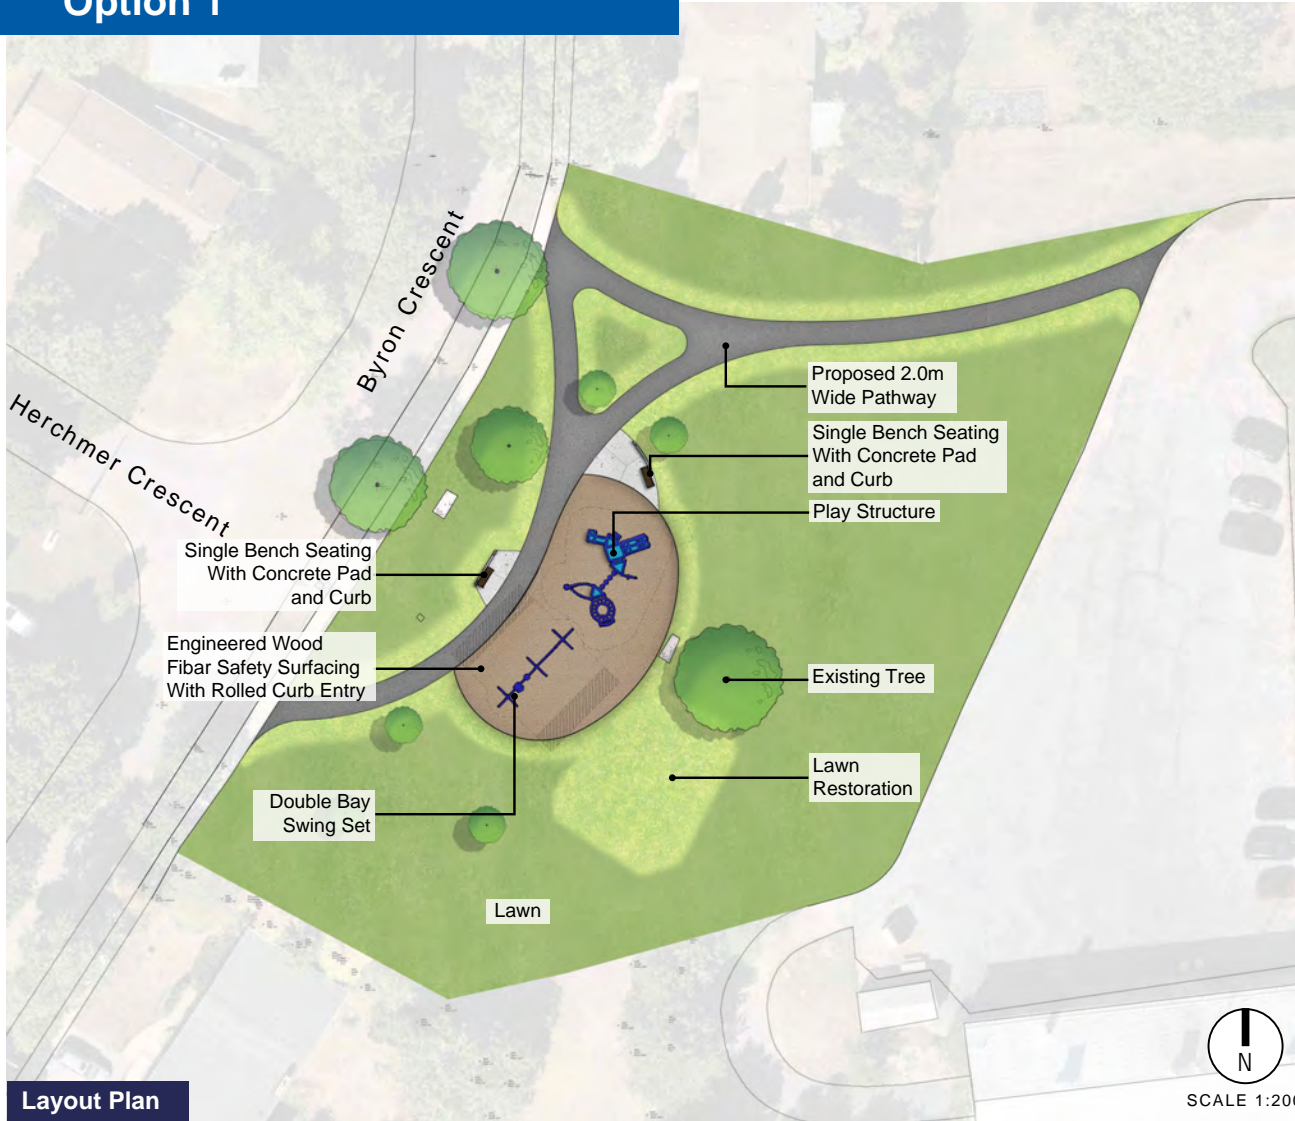 Option 1
Byron Crescent
Herchmer Crescent
Proposed 2.0m
Wide Pathway
Single Bench Seating
With Concrete Pad
and Curb
Play Structure
Single Bench Seating
With Concrete Pad
and Curb
Engineered Wood
Fibar Safety Surfacing
With Rolled Curb Entry
Existing Tree
Lawn
Restoration
Double Bay
Swing Set
Lawn
N
SCALE 1:200
Layout Plan